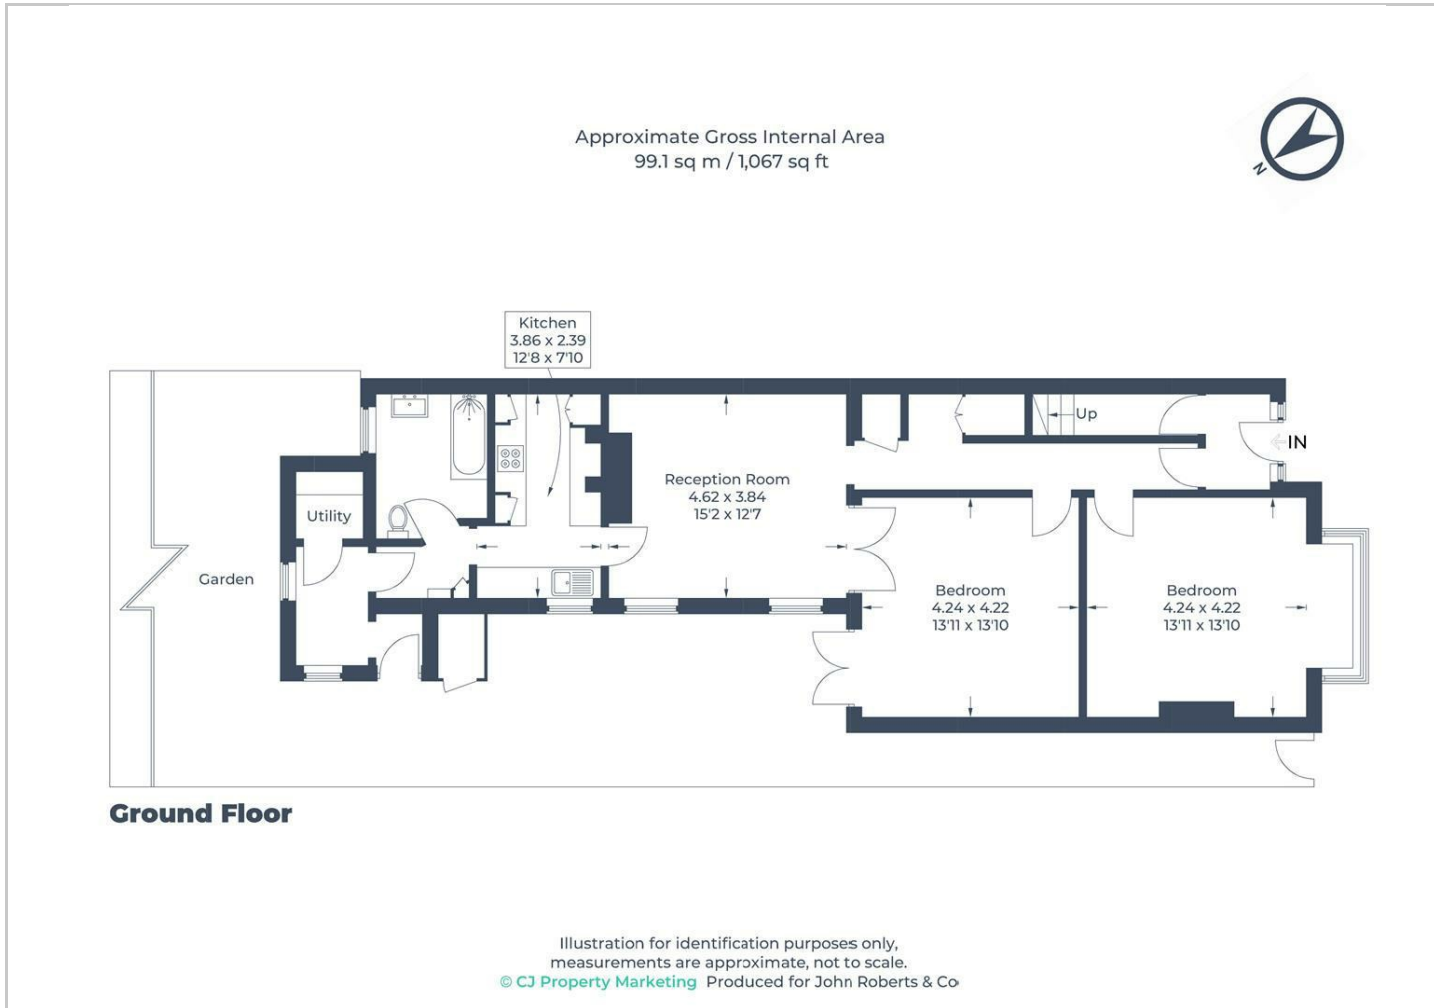 Approximate Gross Internal Area
99.1 sq m / 1,067 sq ft
N
Kitchen
3.86 x 2.39
12'8 x 7'10
Up
IN
Reception Room
4.62 x 3.84
15'2 x 12'7
Utility
Garden
Bedroom
4.24 x 4.22
13'11 x 13'10
Bedroom
4.24 x 4.22
13'11 x 13'10
Ground Floor
Illustration for identification purposes only,
measurements are approximate, not to scale.
© CJ Property Marketing Produced for John Roberts & Co